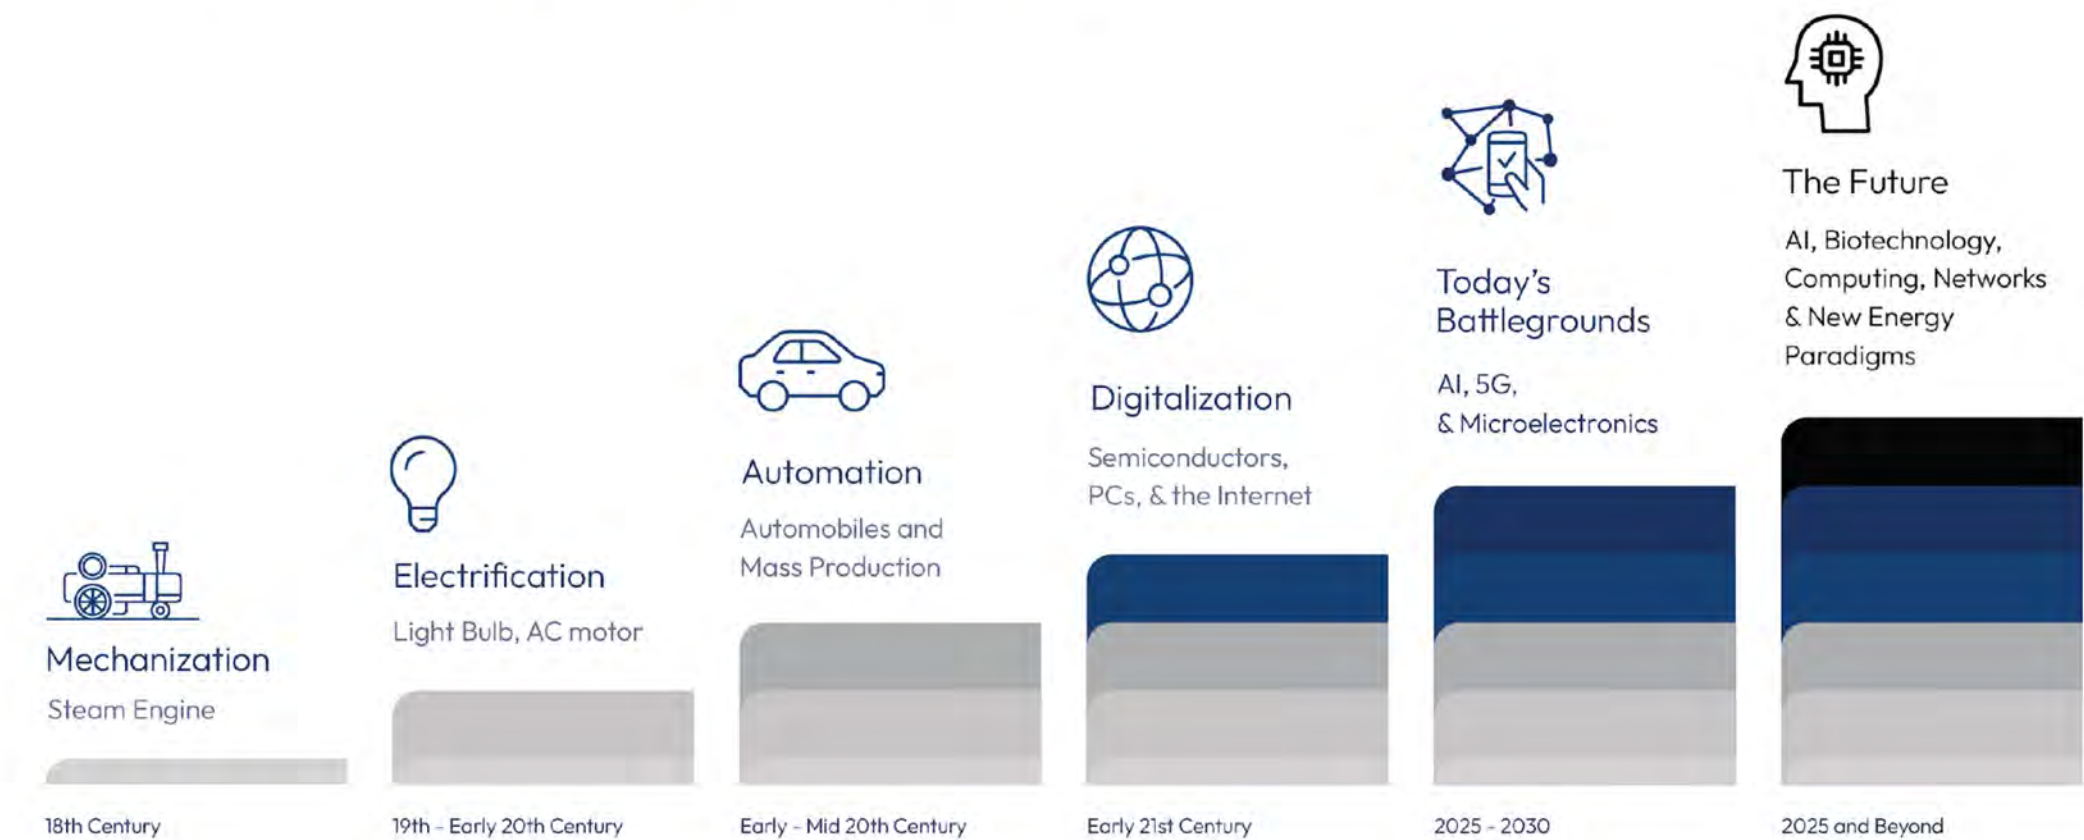 Mechanization
Steam Engine
18th Century
Electrification
Light Bulb, AC motor
19th - Early 20th Century
Automation
Automobiles and
Mass Production
Early - Mid 20th Century
Digitalization
Semiconductors,
PCs, & the Internet
Early 21st Century
Today's
Battlegrounds
AI, 5G,
& Microelectronics
2025 - 2030
The Future
AI, Biotechnology,
Computing, Networks
& New Energy
Paradigms
2025 and Beyond